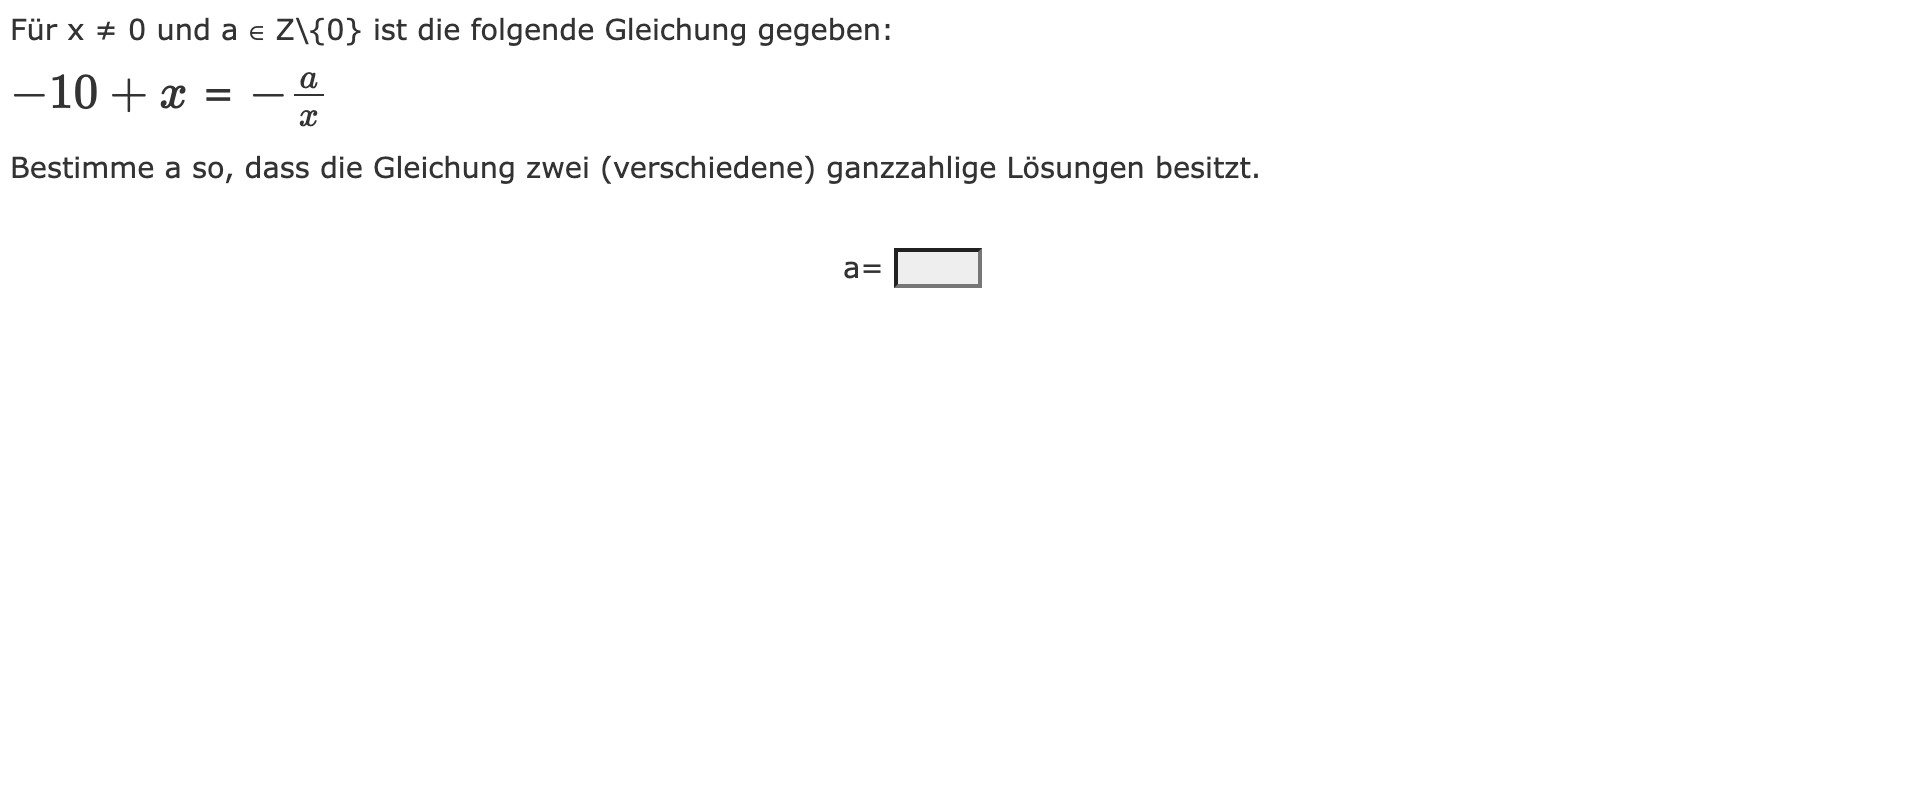 Für x ≠ 0 und a ∈ Z\{0} ist die folgende Gleichung gegeben:
−10 + x = −a/x
Bestimme a so, dass die Gleichung zwei (verschiedene) ganzzahlige Lösungen besitzt.
a=